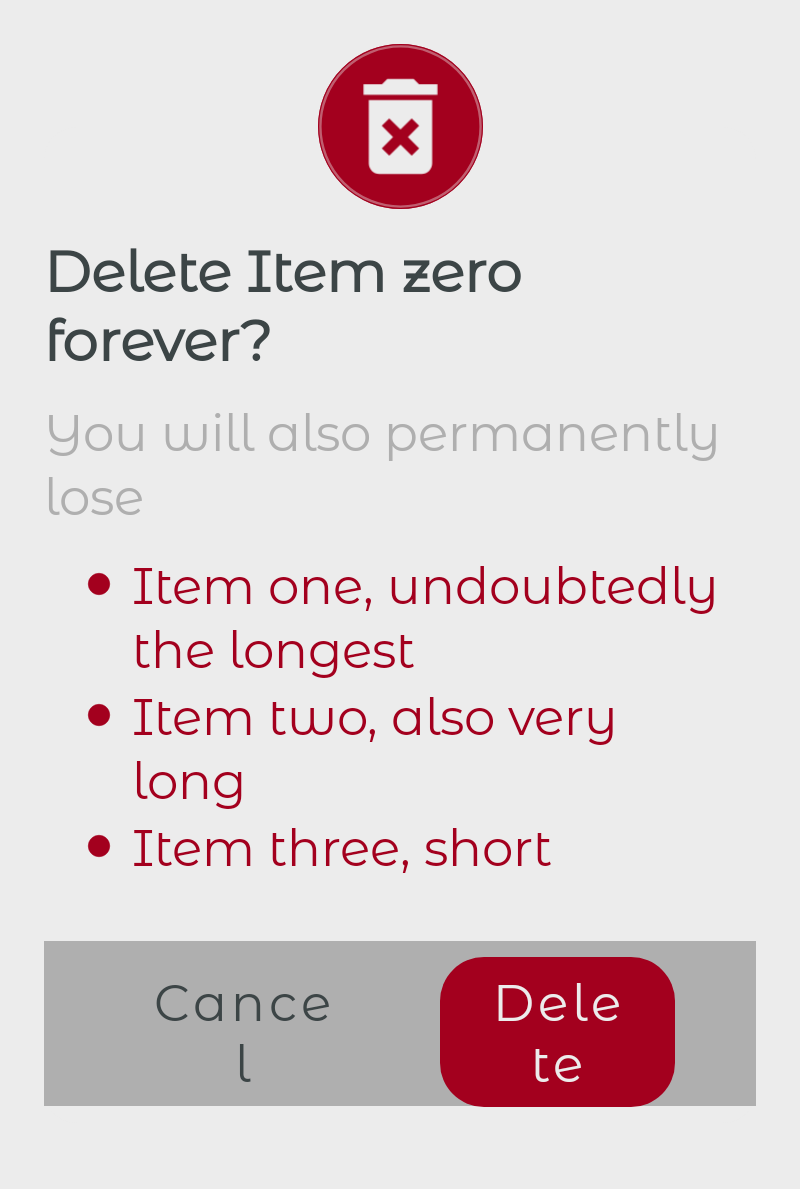 Delete Item zero
forever?
You will also permanently
lose
Item one, undoubtedly
the longest
Item two, also very
long
Item three, short
Cance
l
Dele
te